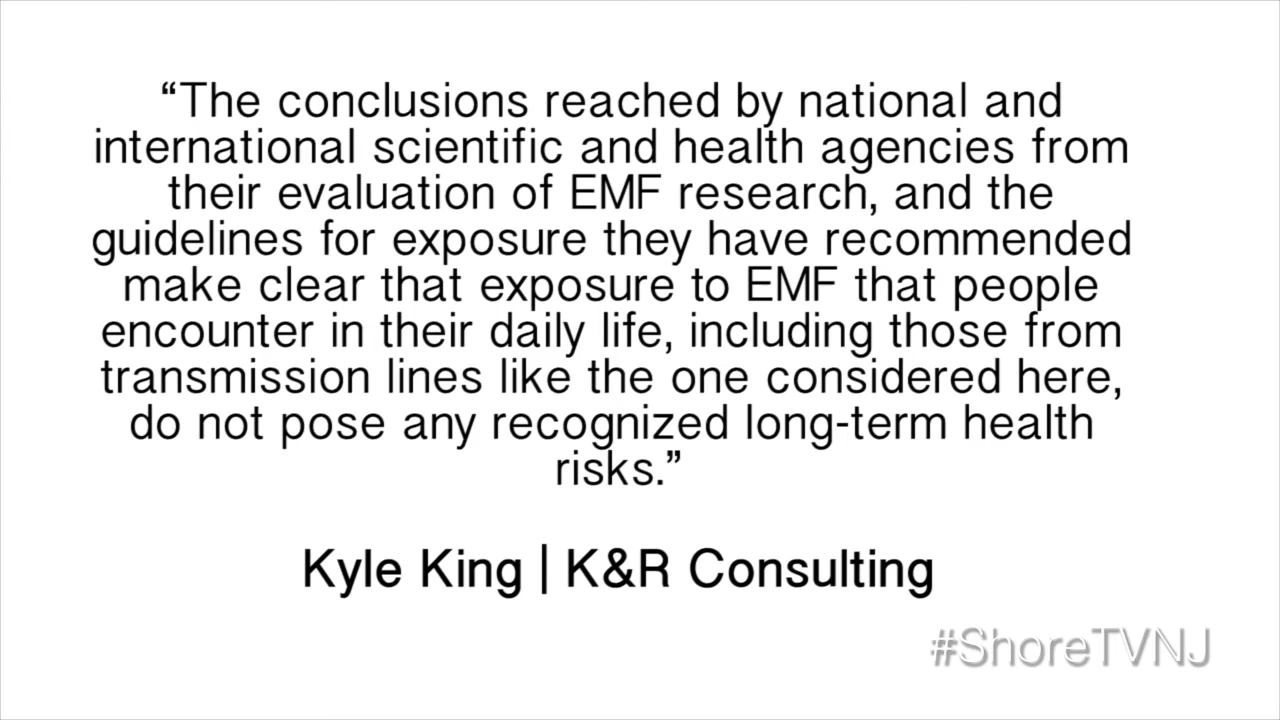 “The conclusions reached by national and
international scientific and health agencies from
their evaluation of EMF research, and the
guidelines for exposure they have recommended
make clear that exposure to EMF that people
encounter in their daily life, including those from
transmission lines like the one considered here,
do not pose any recognized long-term health
risks.”
Kyle King | K&R Consulting
#ShoreTVNJ